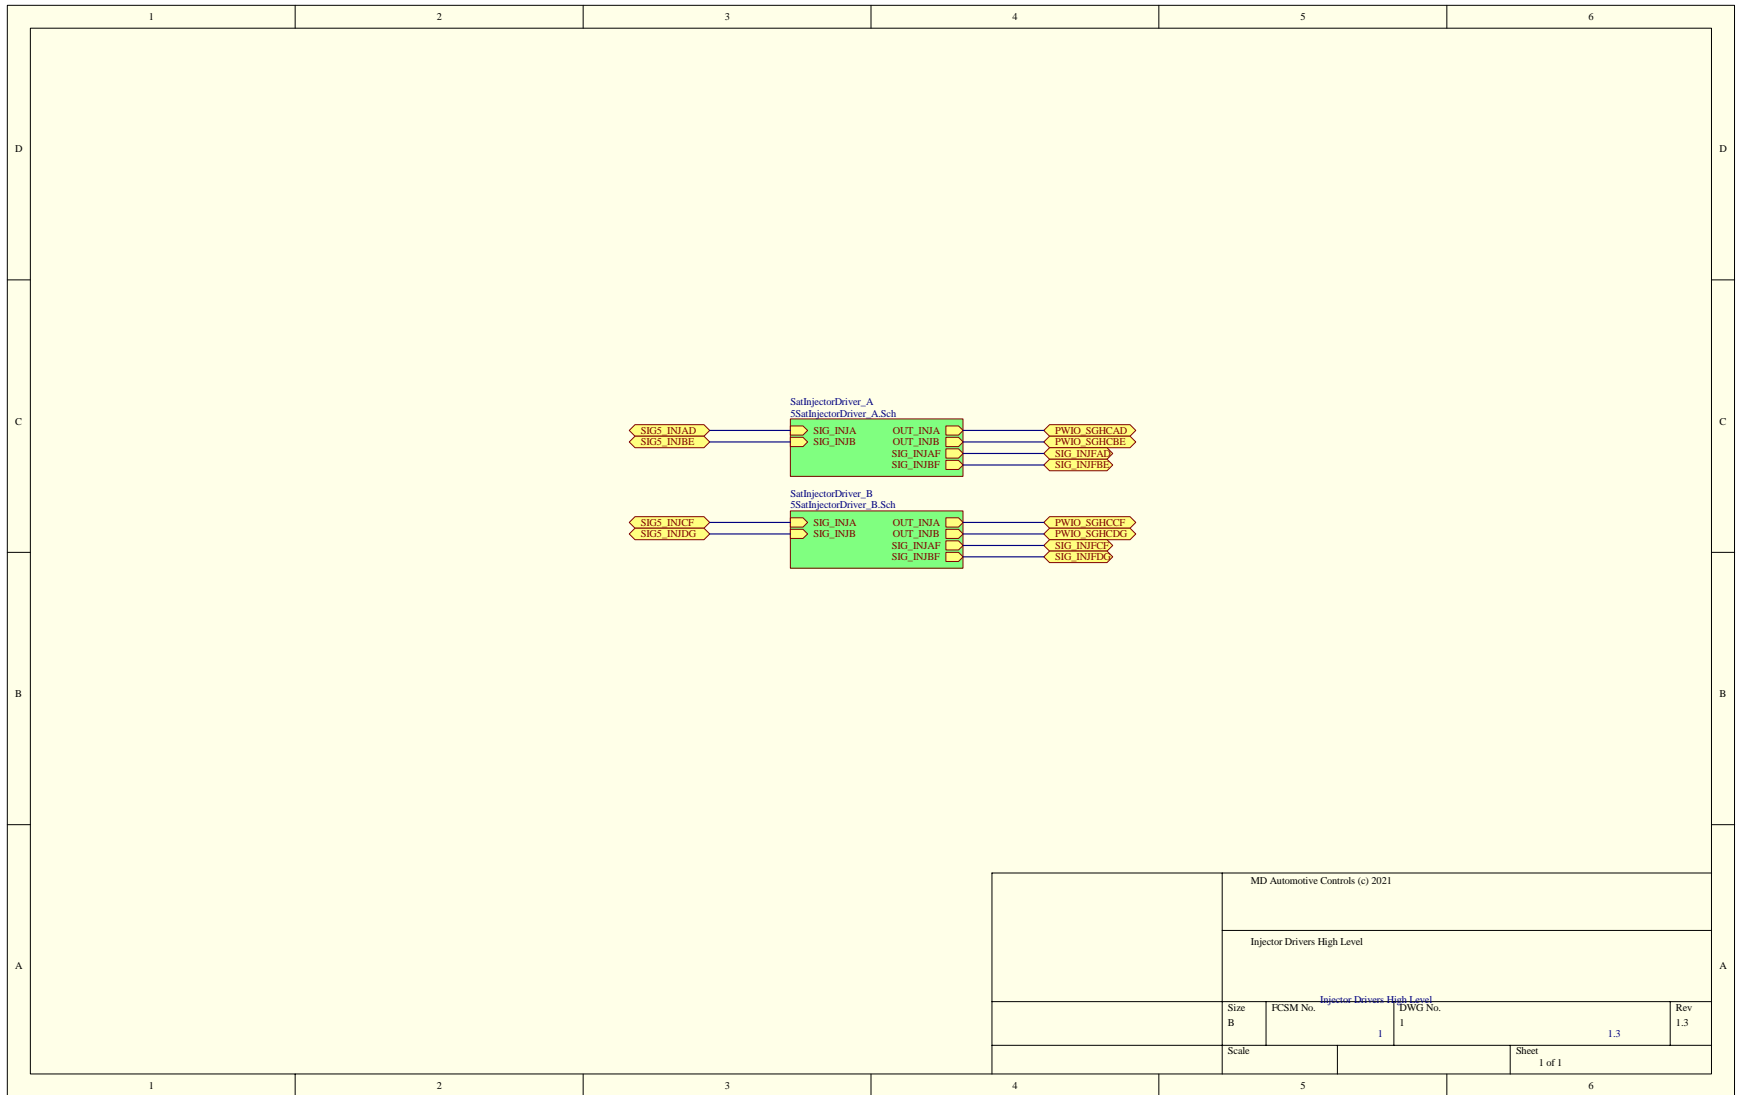 1 2 3 4 5 6
D D
SatInjectorDriver_A
5SatInjectorDriver_A.Sch
SIG5_INJAD SIG_INJA OUT_INJA PWIO_SGHCAD
C C
SIG5_INJBE SIG_INJB OUT_INJB PWIO_SGHCBE
SIG_INJAF SIG_INJFAD
SIG_INJBF SIG_INJFBE
SatInjectorDriver_B
5SatInjectorDriver_B.Sch
SIG5_INJCF SIG_INJA OUT_INJA PWIO_SGHCCF
SIG5_INJDG SIG_INJB OUT_INJB PWIO_SGHCDG
SIG_INJAF SIG_INJFCF
SIG_INJBF SIG_INJFDG
B B
MD Automotive Controls (c) 2021
Injector Drivers High Level
A A
Injector Drivers High Level
Size FCSM No. DWG No. Rev
B 1 1.3
1 1.3
Scale Sheet
1 of 1
1 2 3 4 5 6